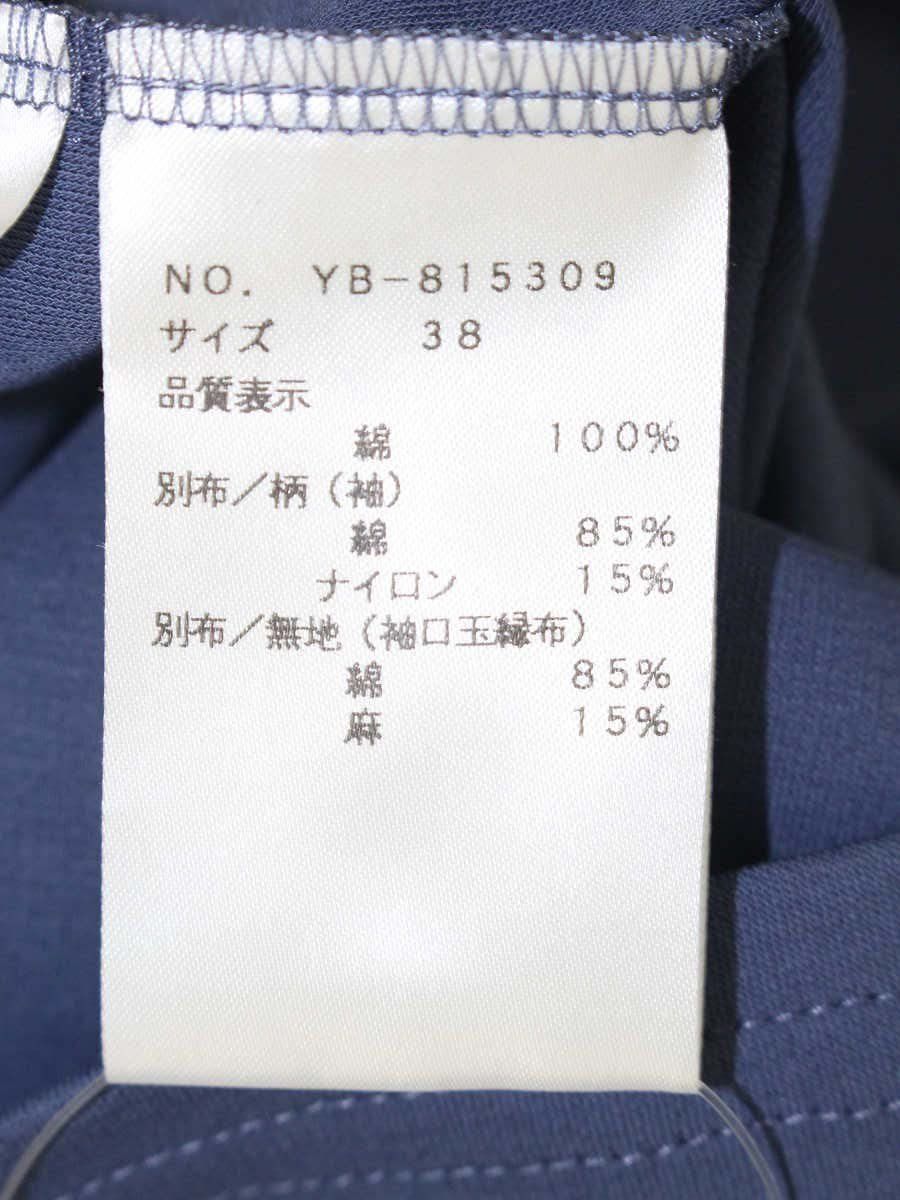 NO. YB-815309
サイズ 38
品質表示
綿 100%
別布／柄（袖）
綿 85%
ナイロン 15%
別布／無地（袖口玉縁布）
綿 85%
麻 15%